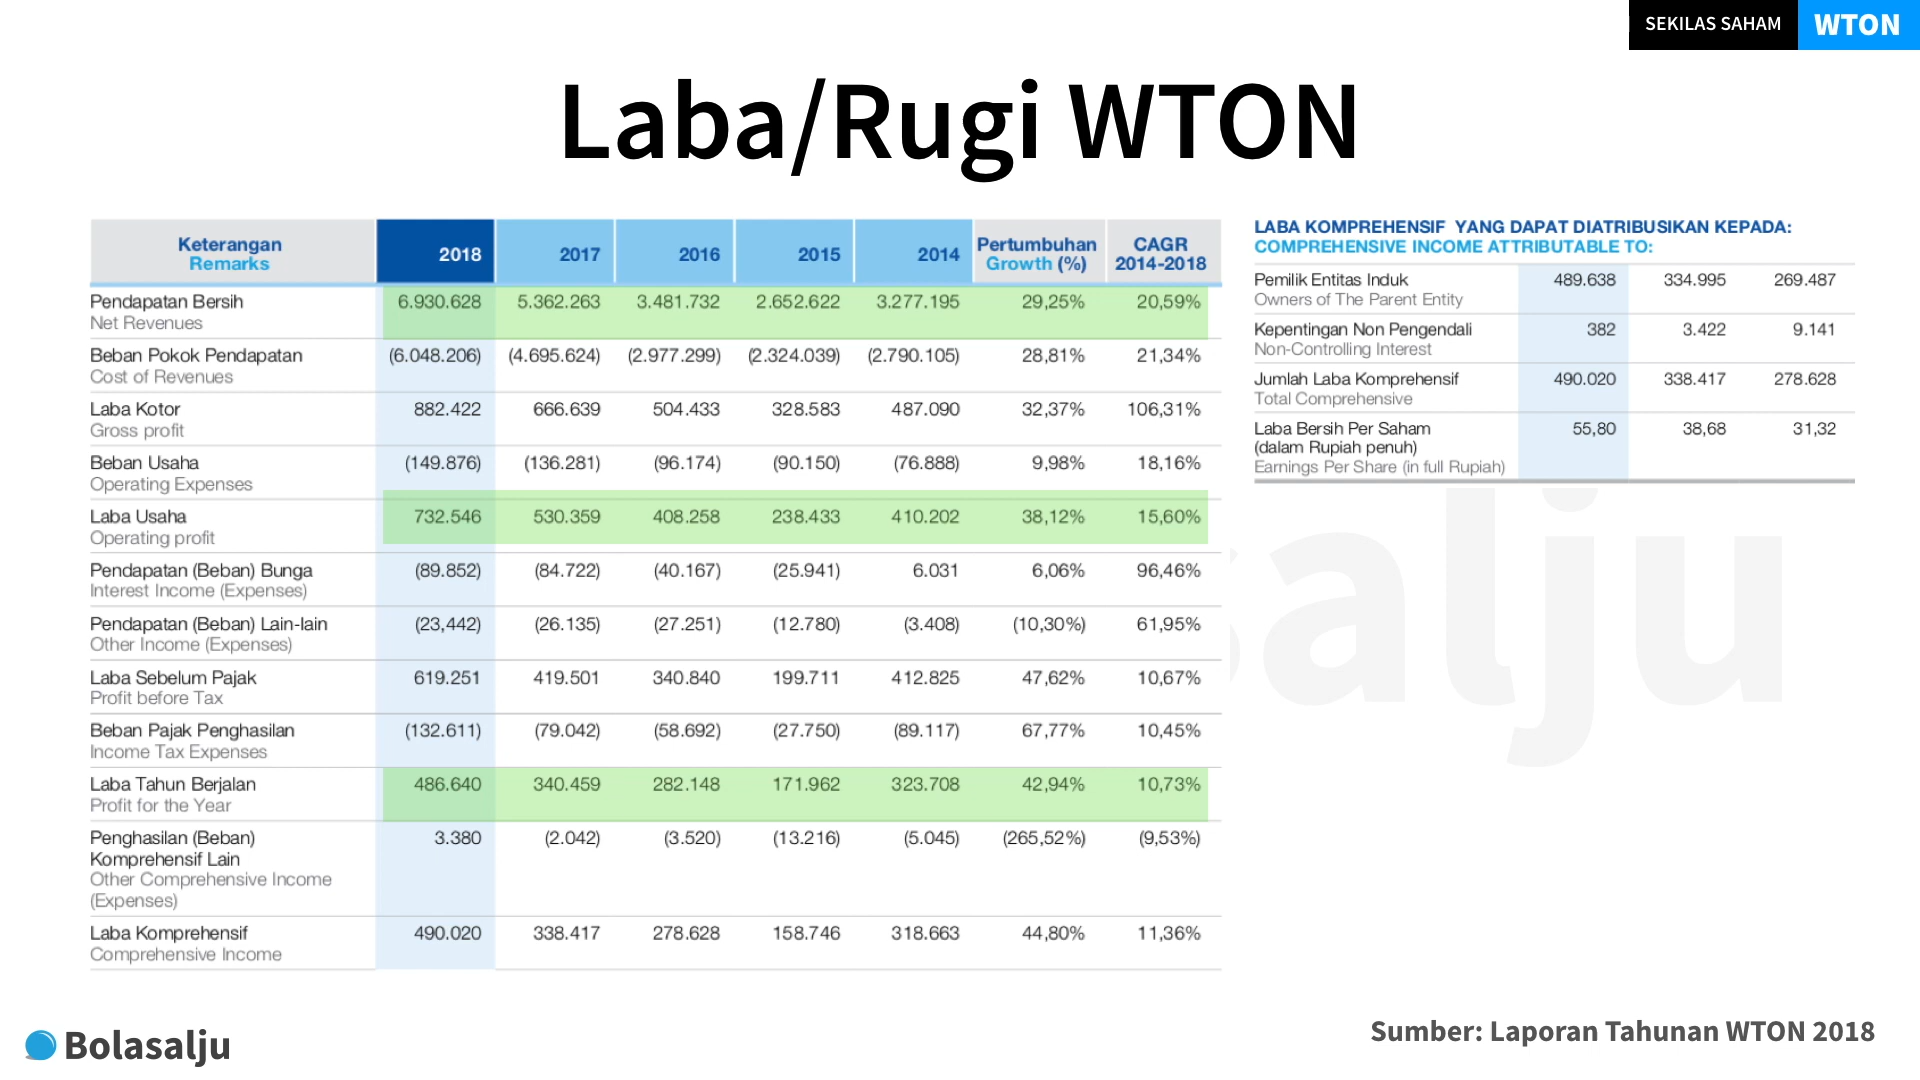 SEKILAS SAHAM WTON
Laba/Rugi WTON
Keterangan 2018 2017 2016 2015 2014 Pertumbuhan CAGR
Remarks Growth (%) 2014-2018
Pendapatan Bersih 6.930.628 5.362.263 3.481.732 2.652.622 3.277.195 29,25% 20,59%
Net Revenues
Beban Pokok Pendapatan (6.048.206) (4.695.624) (2.977.299) (2.324.039) (2.790.105) 28,81% 21,34%
Cost of Revenues
Laba Kotor 882.422 666.639 504.433 328.583 487.090 32,37% 106,31%
Gross profit
Beban Usaha (149.876) (136.281) (96.174) (90.150) (76.888) 9,98% 18,16%
Operating Expenses
Laba Usaha 732.546 530.359 408.258 238.433 410.202 38,12% 15,60%
Operating profit
Pendapatan (Beban) Bunga (89.852) (84.722) (40.167) (25.941) 6.031 6,06% 96,46%
Interest Income (Expenses)
Pendapatan (Beban) Lain-lain (23,442) (26.135) (27.251) (12.780) (3.408) (10,30%) 61,95%
Other Income (Expenses)
Laba Sebelum Pajak 619.251 419.501 340.840 199.711 412.825 47,62% 10,67%
Profit before Tax
Beban Pajak Penghasilan (132.611) (79.042) (58.692) (27.750) (89.117) 67,77% 10,45%
Income Tax Expenses
Laba Tahun Berjalan 486.640 340.459 282.148 171.962 323.708 42,94% 10,73%
Profit for the Year
Penghasilan (Beban) 3.380 (2.042) (3.520) (13.216) (5.045) (265,52%) (9,53%)
Komprehensif Lain
Other Comprehensive Income
(Expenses)
Laba Komprehensif 490.020 338.417 278.628 158.746 318.663 44,80% 11,36%
Comprehensive Income
LABA KOMPREHENSIF YANG DAPAT DIATRIBUSIKAN KEPADA:
COMPREHENSIVE INCOME ATTRIBUTABLE TO:
Pemilik Entitas Induk 489.638 334.995 269.487
Owners of The Parent Entity
Kepentingan Non Pengendali 382 3.422 9.141
Non-Controlling Interest
Jumlah Laba Komprehensif 490.020 338.417 278.628
Total Comprehensive
Laba Bersih Per Saham 55,80 38,68 31,32
(dalam Rupiah penuh)
Earnings Per Share (in full Rupiah)
salju
Bolasalju
Sumber: Laporan Tahunan WTON 2018